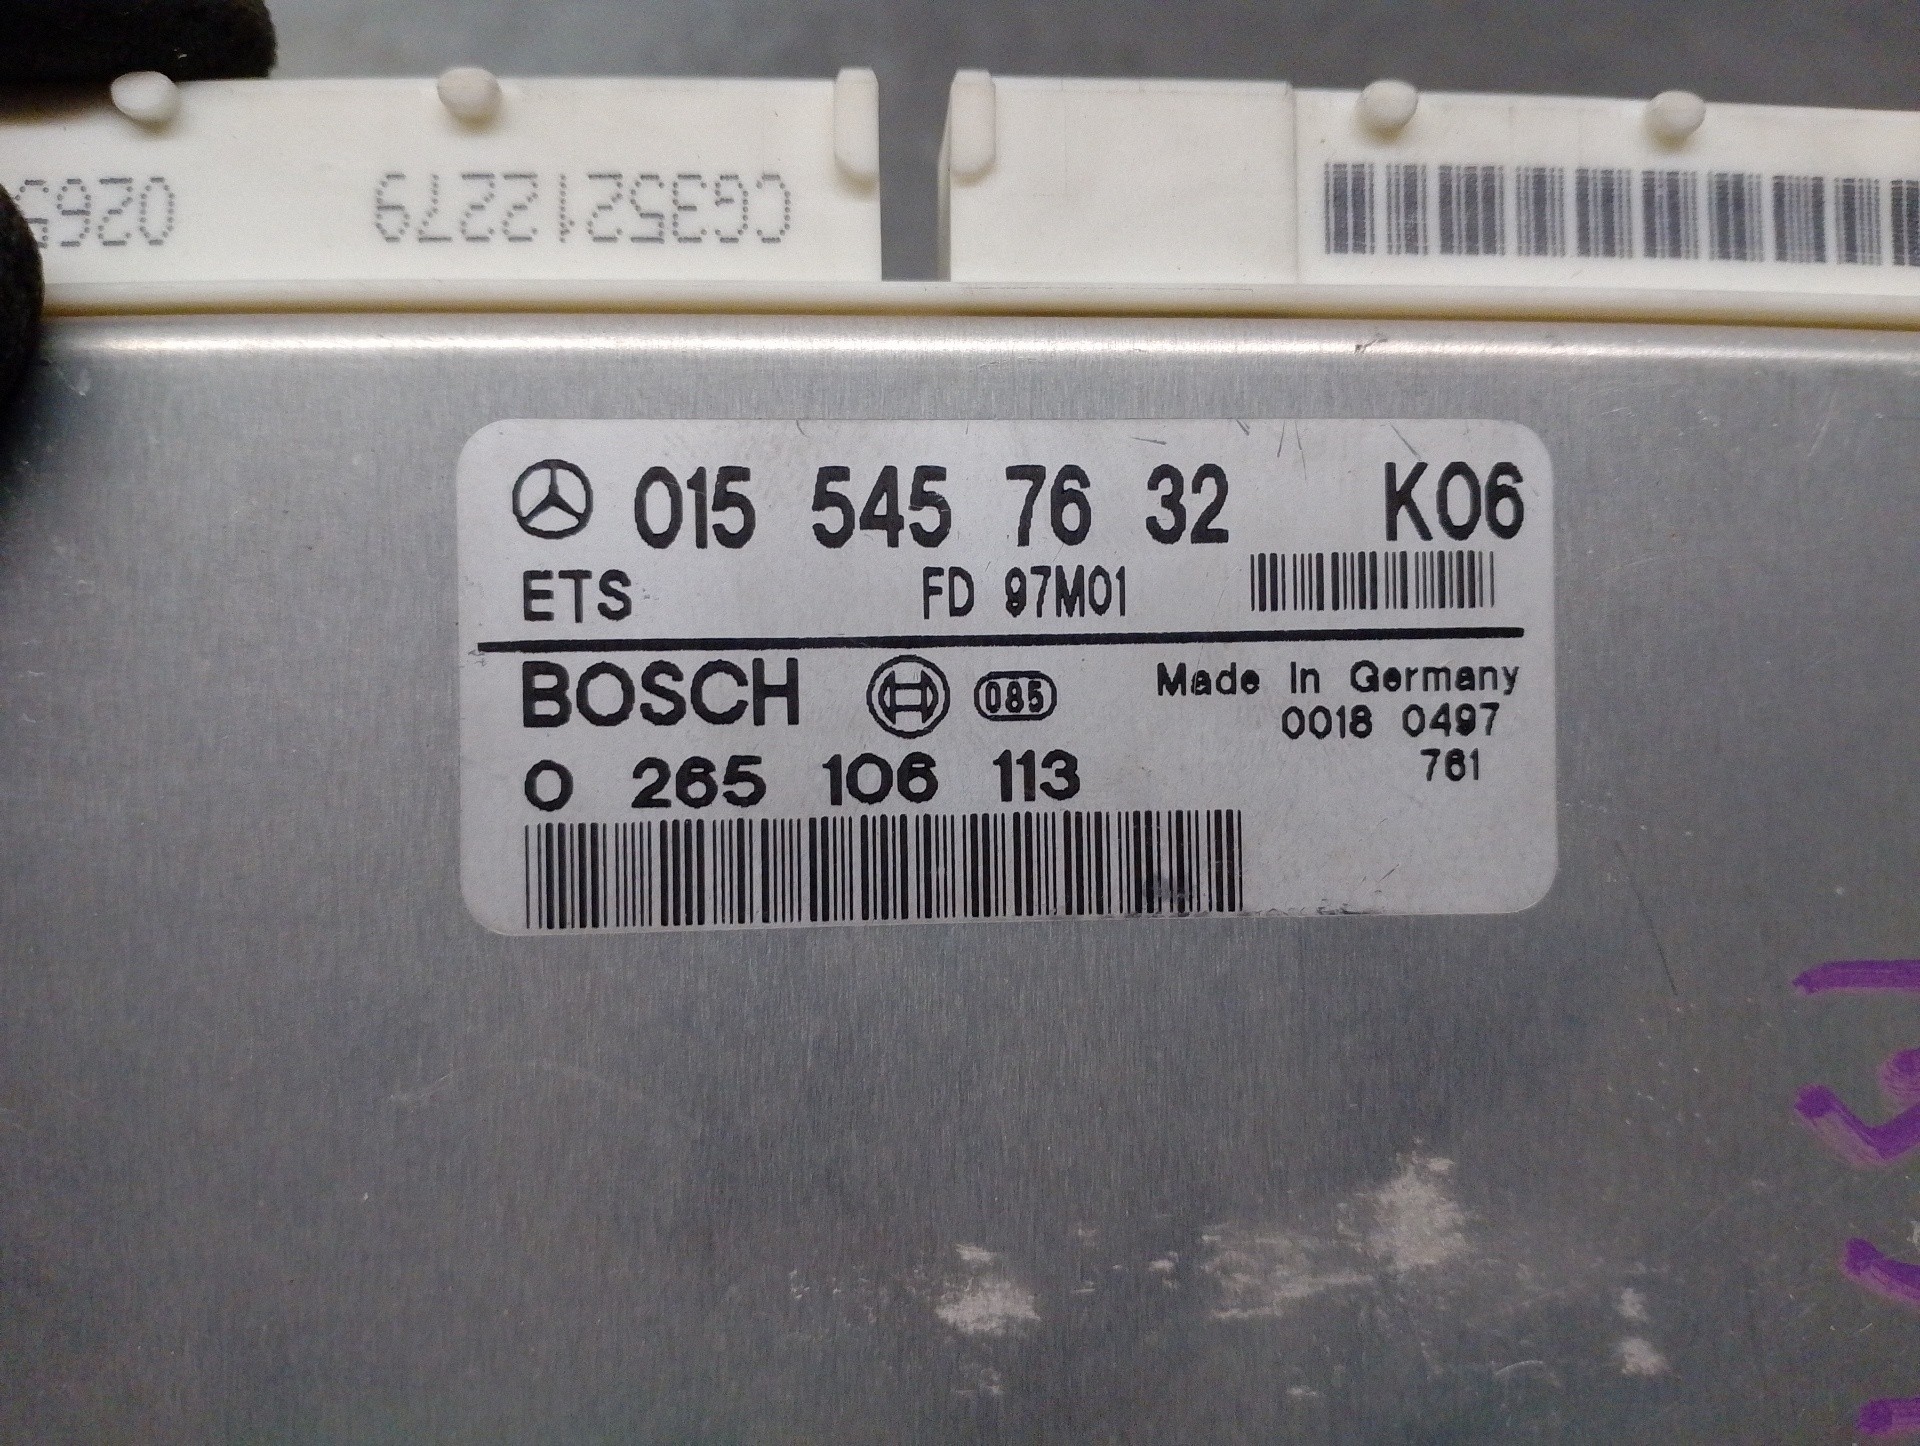 CG35212279 0265
015 545 76 32 K06
ETS FD 97M01
BOSCH 085 Made In Germany
0018 0497
0 265 106 113 761